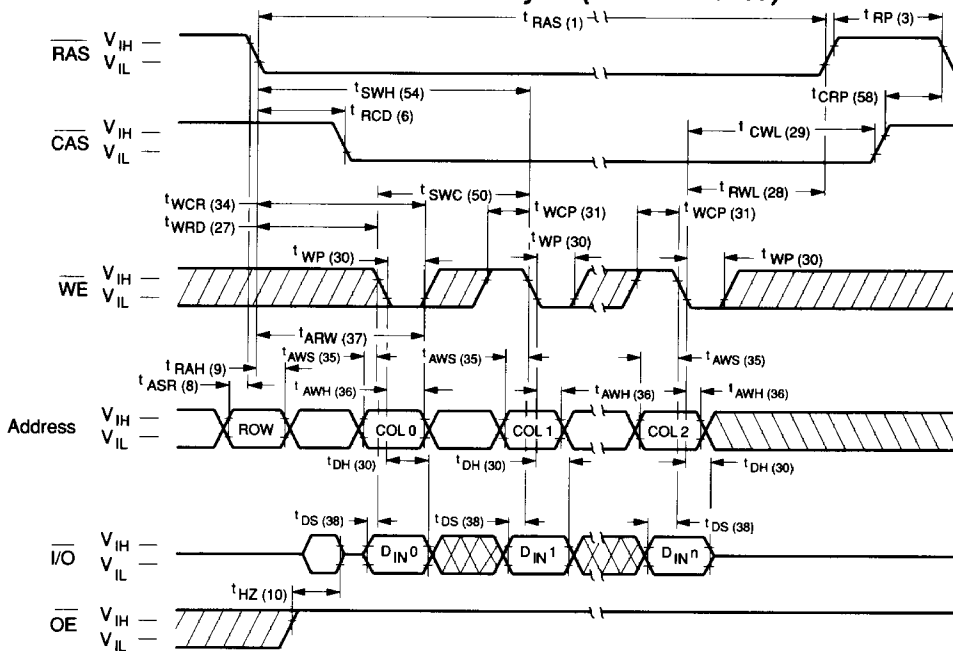 t RAS (1)
t RP (3)
RAS
V IH
V IL
t SWH (54)
t RCD (6)
t CRP (58)
CAS
V IH
V IL
t CWL (29)
t RWL (28)
t SWC (50)
t WCR (34)
t WCP (31)
t WCP (31)
t WRD (27)
t WP (30)
t WP (30)
t WP (30)
WE
V IH
V IL
t ARW (37)
t RAH (9)
t AWS (35)
t AWS (35)
t AWS (35)
t ASR (8)
t AWH (36)
t AWH (36)
t AWH (36)
Address
V IH
V IL
ROW
COL 0
COL 1
COL 2
t DH (30)
t DH (30)
t DH (30)
t DS (38)
t DS (38)
t DS (38)
I/O
V IH
V IL
D IN 0
D IN 1
D IN n
t HZ (10)
OE
V IH
V IL